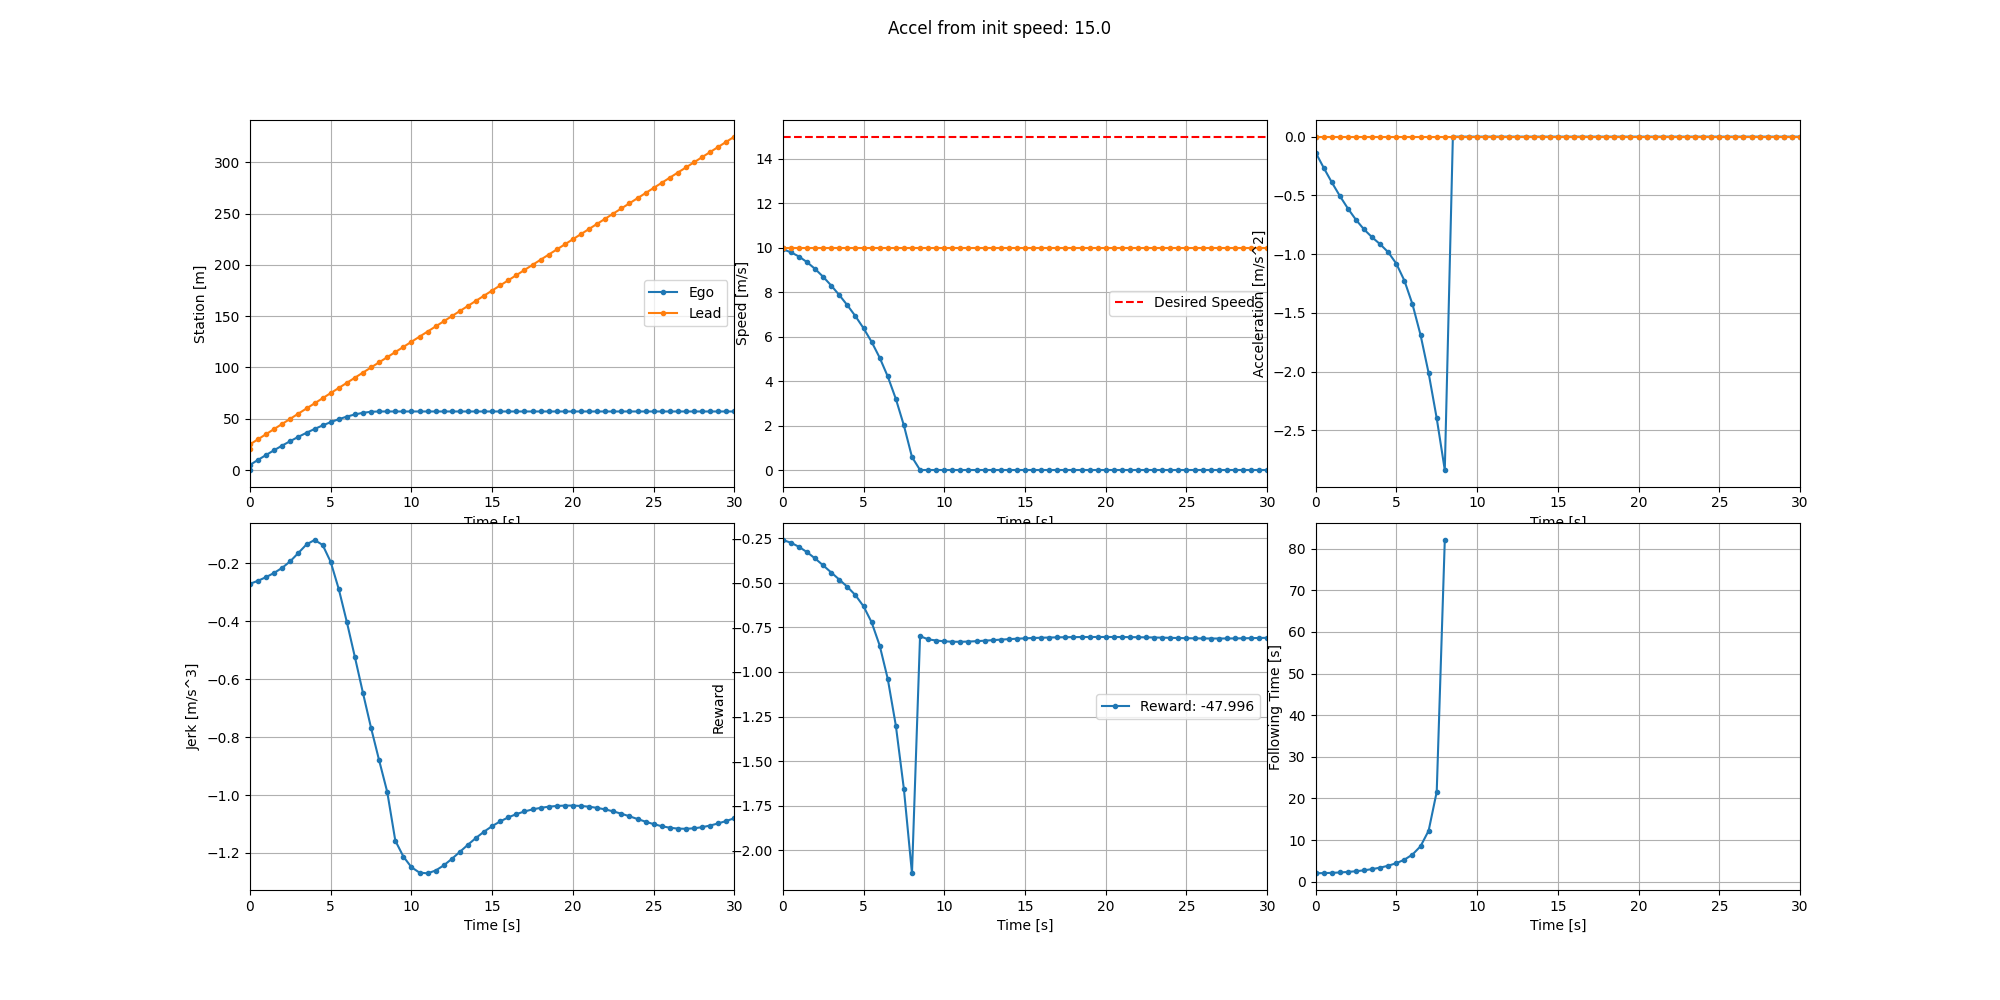 Accel from init speed: 15.0
Station [m]
300
250
200
150
100
50
0
0 5 10 15 20 25 30
Time [s]
Ego
Lead
Speed [m/s]
14
12
10
8
6
4
2
0
0 5 10 15 20 25 30
Time [s]
Desired Speed
Acceleration [m/s^2]
0.0
−0.5
−1.0
−1.5
−2.0
−2.5
0 5 10 15 20 25 30
Time [s]
Jerk [m/s^3]
−0.2
−0.4
−0.6
−0.8
−1.0
−1.2
0 5 10 15 20 25 30
Time [s]
Reward
−0.25
−0.50
−0.75
−1.00
−1.25
−1.50
−1.75
−2.00
0 5 10 15 20 25 30
Time [s]
Reward: -47.996
Following Time [s]
80
70
60
50
40
30
20
10
0
0 5 10 15 20 25 30
Time [s]